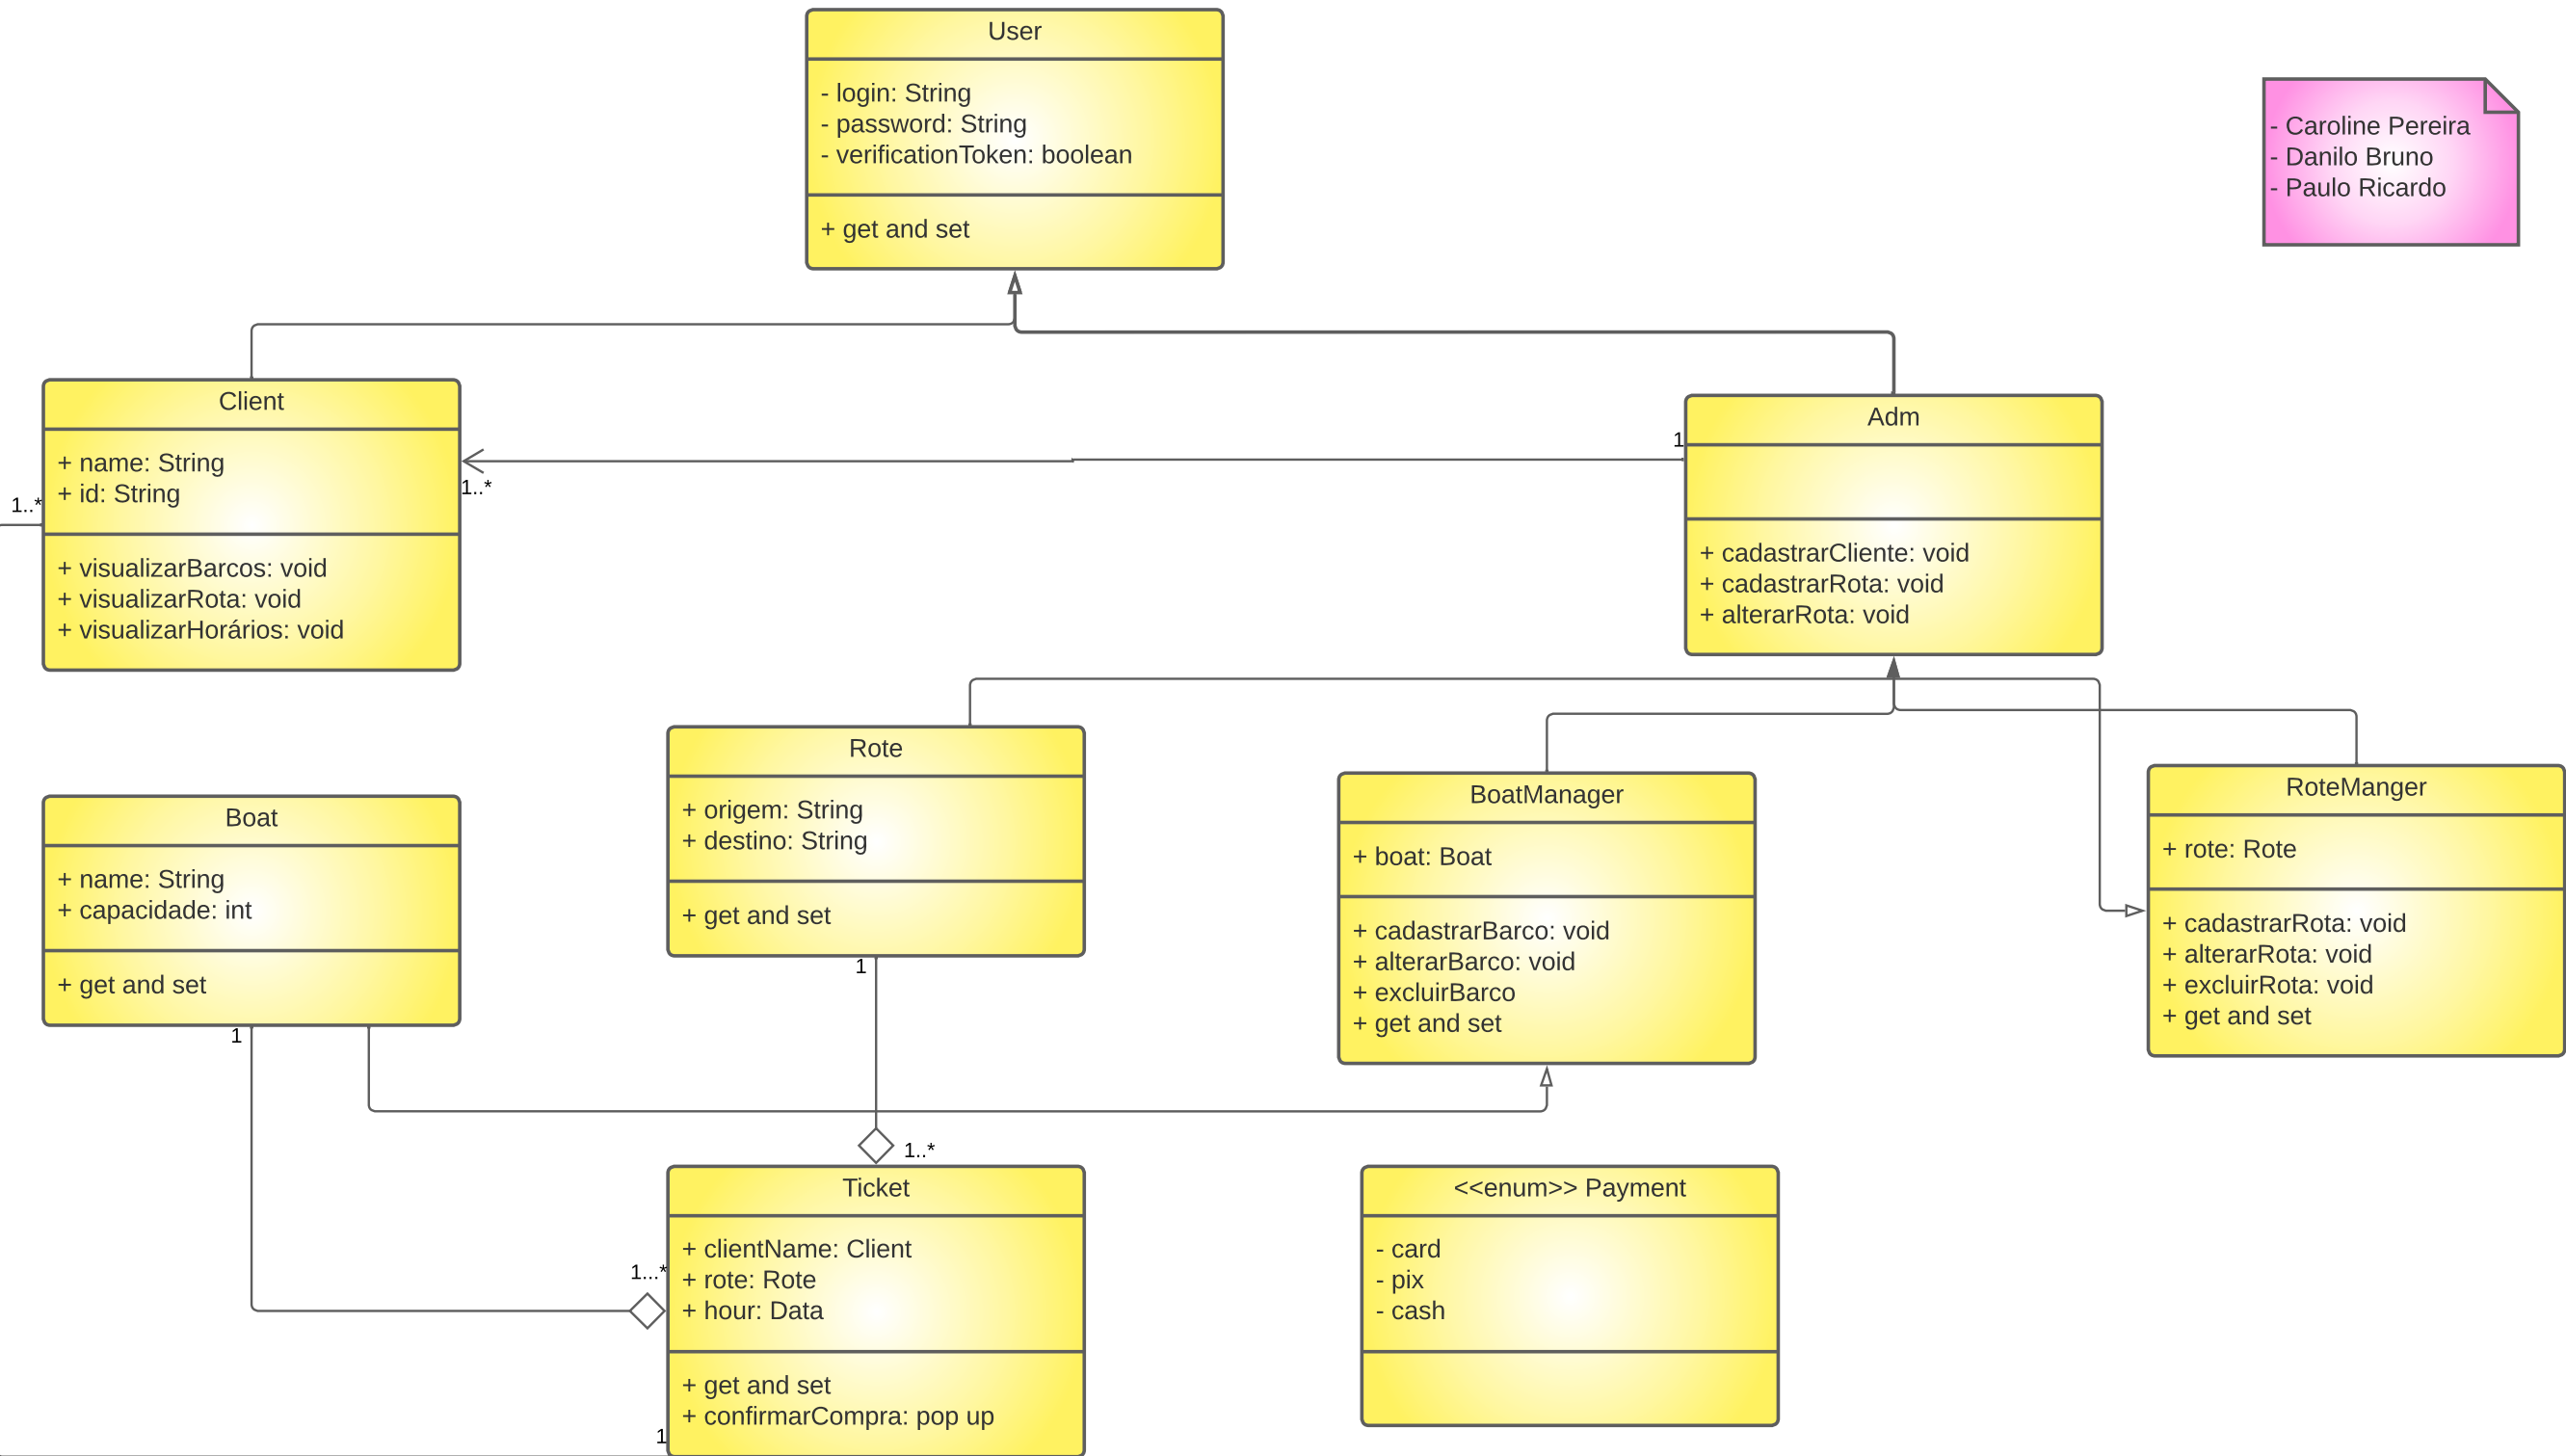 User
- login: String
- password: String
- verificationToken: boolean
+ get and set
- Caroline Pereira
- Danilo Bruno
- Paulo Ricardo
Client
+ name: String
+ id: String
+ visualizarBarcos: void
+ visualizarRota: void
+ visualizarHorários: void
1..*
1..*
1
Adm
+ cadastrarCliente: void
+ cadastrarRota: void
+ alterarRota: void
Rote
+ origem: String
+ destino: String
+ get and set
1
BoatManager
+ boat: Boat
+ cadastrarBarco: void
+ alterarBarco: void
+ excluirBarco
+ get and set
RoteManger
+ rote: Rote
+ cadastrarRota: void
+ alterarRota: void
+ excluirRota: void
+ get and set
Boat
+ name: String
+ capacidade: int
+ get and set
1
1..*
1...*
Ticket
+ clientName: Client
+ rote: Rote
+ hour: Data
+ get and set
+ confirmarCompra: pop up
1
<<enum>> Payment
- card
- pix
- cash